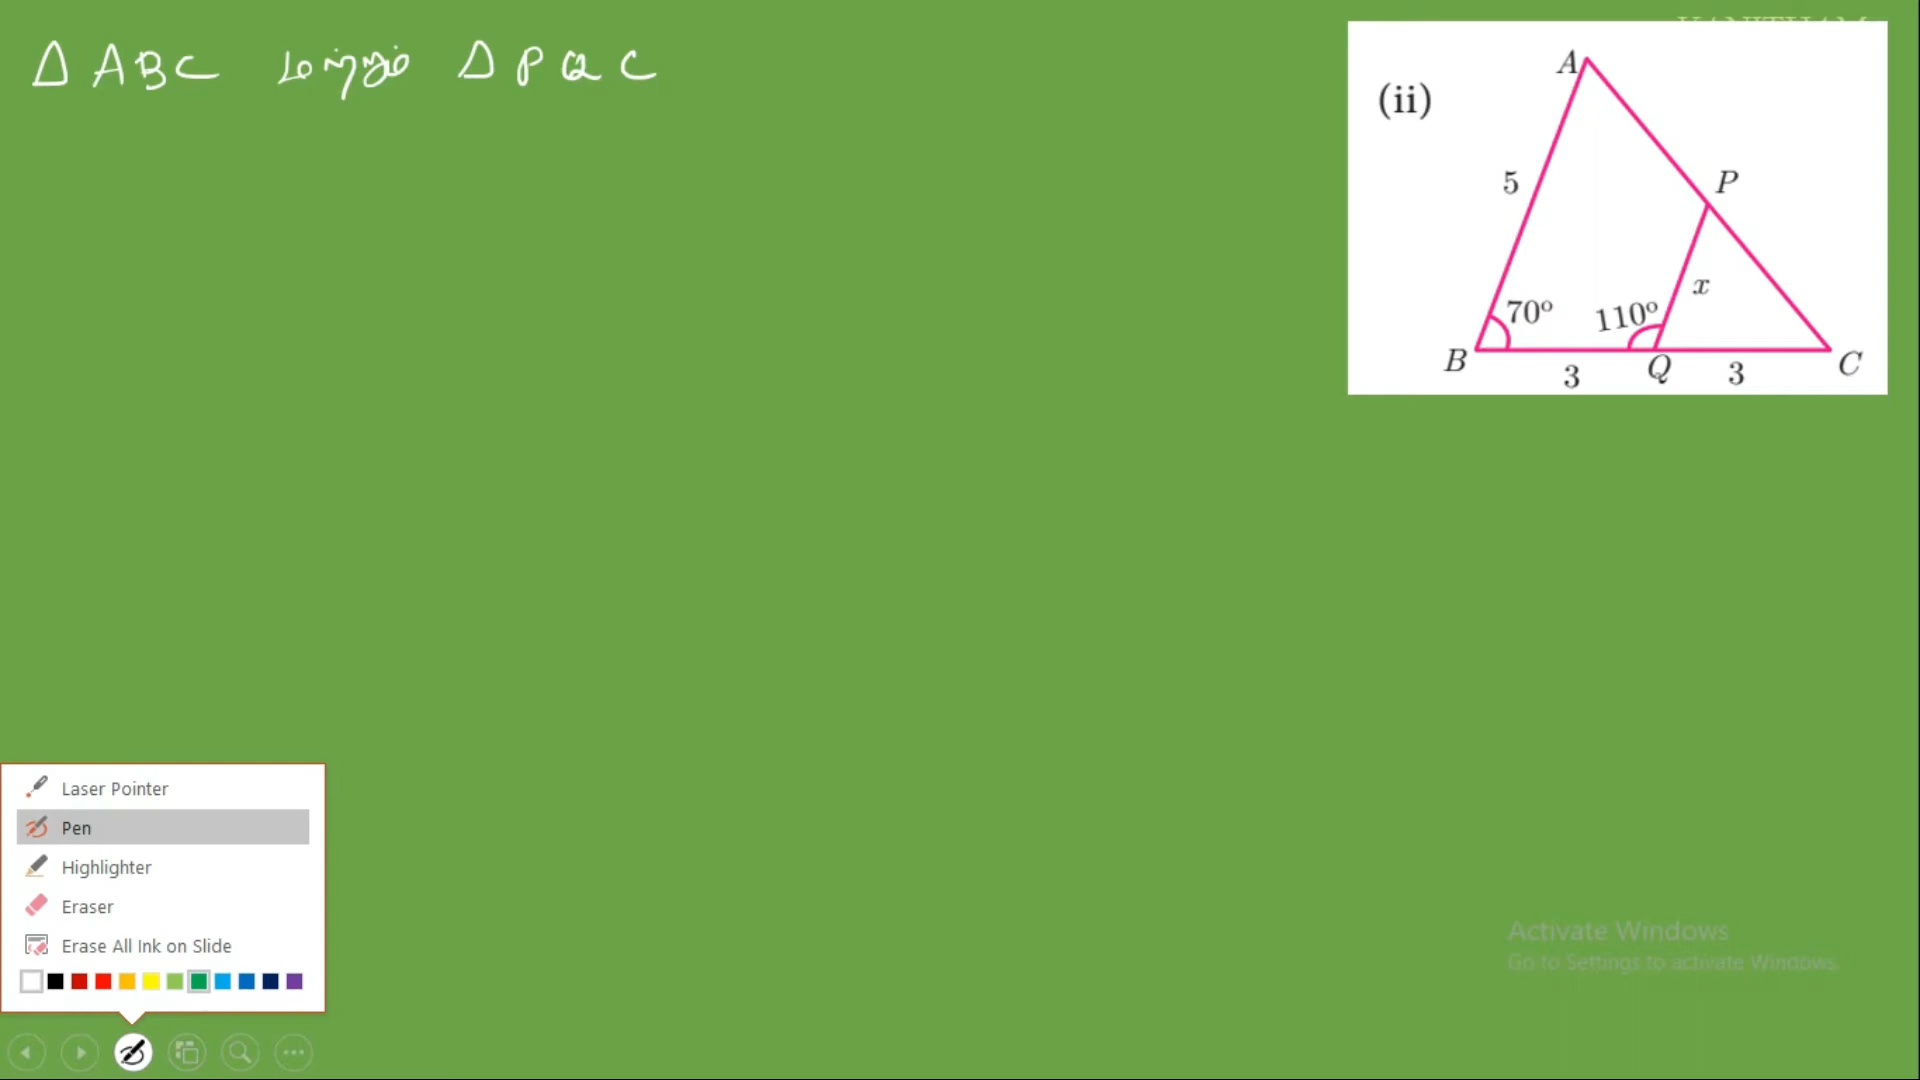 Δ ABC மற்றும் Δ PQC
(ii)
A
5
P
x
70°
110°
B
3
Q
3
C
Laser Pointer
Pen
Highlighter
Eraser
Erase All Ink on Slide
Activate Windows
Go to Settings to activate Windows.